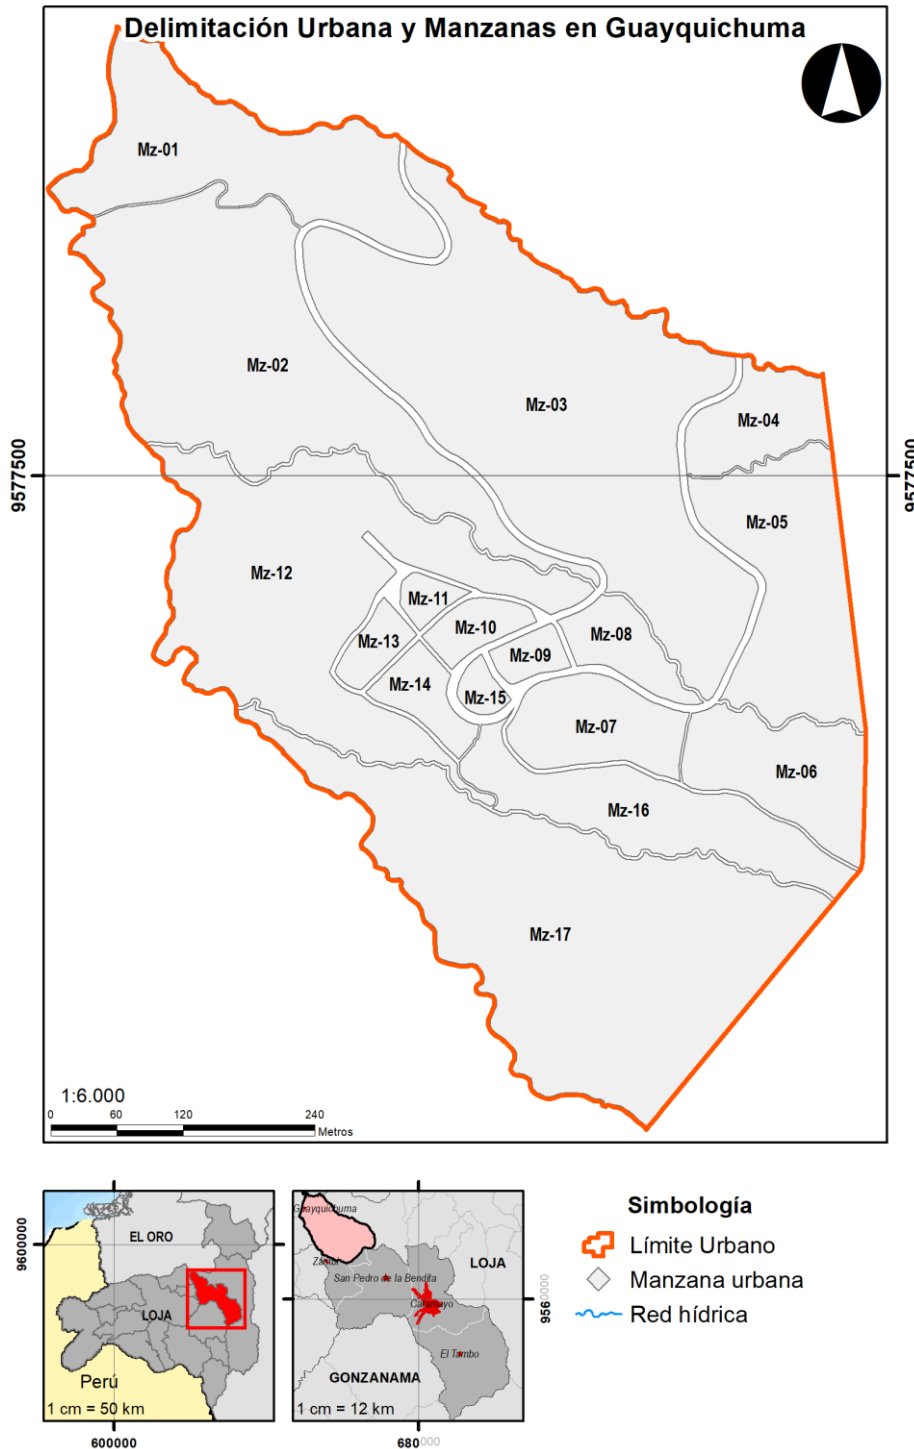 Delimitación Urbana y Manzanas en Guayquichuma
Mz-01
Mz-02
Mz-03
Mz-04
9577500
9577500
Mz-05
Mz-12
Mz-11
Mz-10
Mz-13
Mz-08
Mz-09
Mz-14
Mz-15
Mz-07
Mz-06
Mz-16
Mz-17
1:6.000
0 60 120 240
Metros
EL ORO
LOJA
Perú
1 cm = 50 km
9600000
600000
Guayquichuma
Zambi
LOJA
San Pedro de la Bendita
Catamayo
El Tambo
GONZANAMA
1 cm = 12 km
9560000
680000
Simbología
Límite Urbano
Manzana urbana
Red hídrica